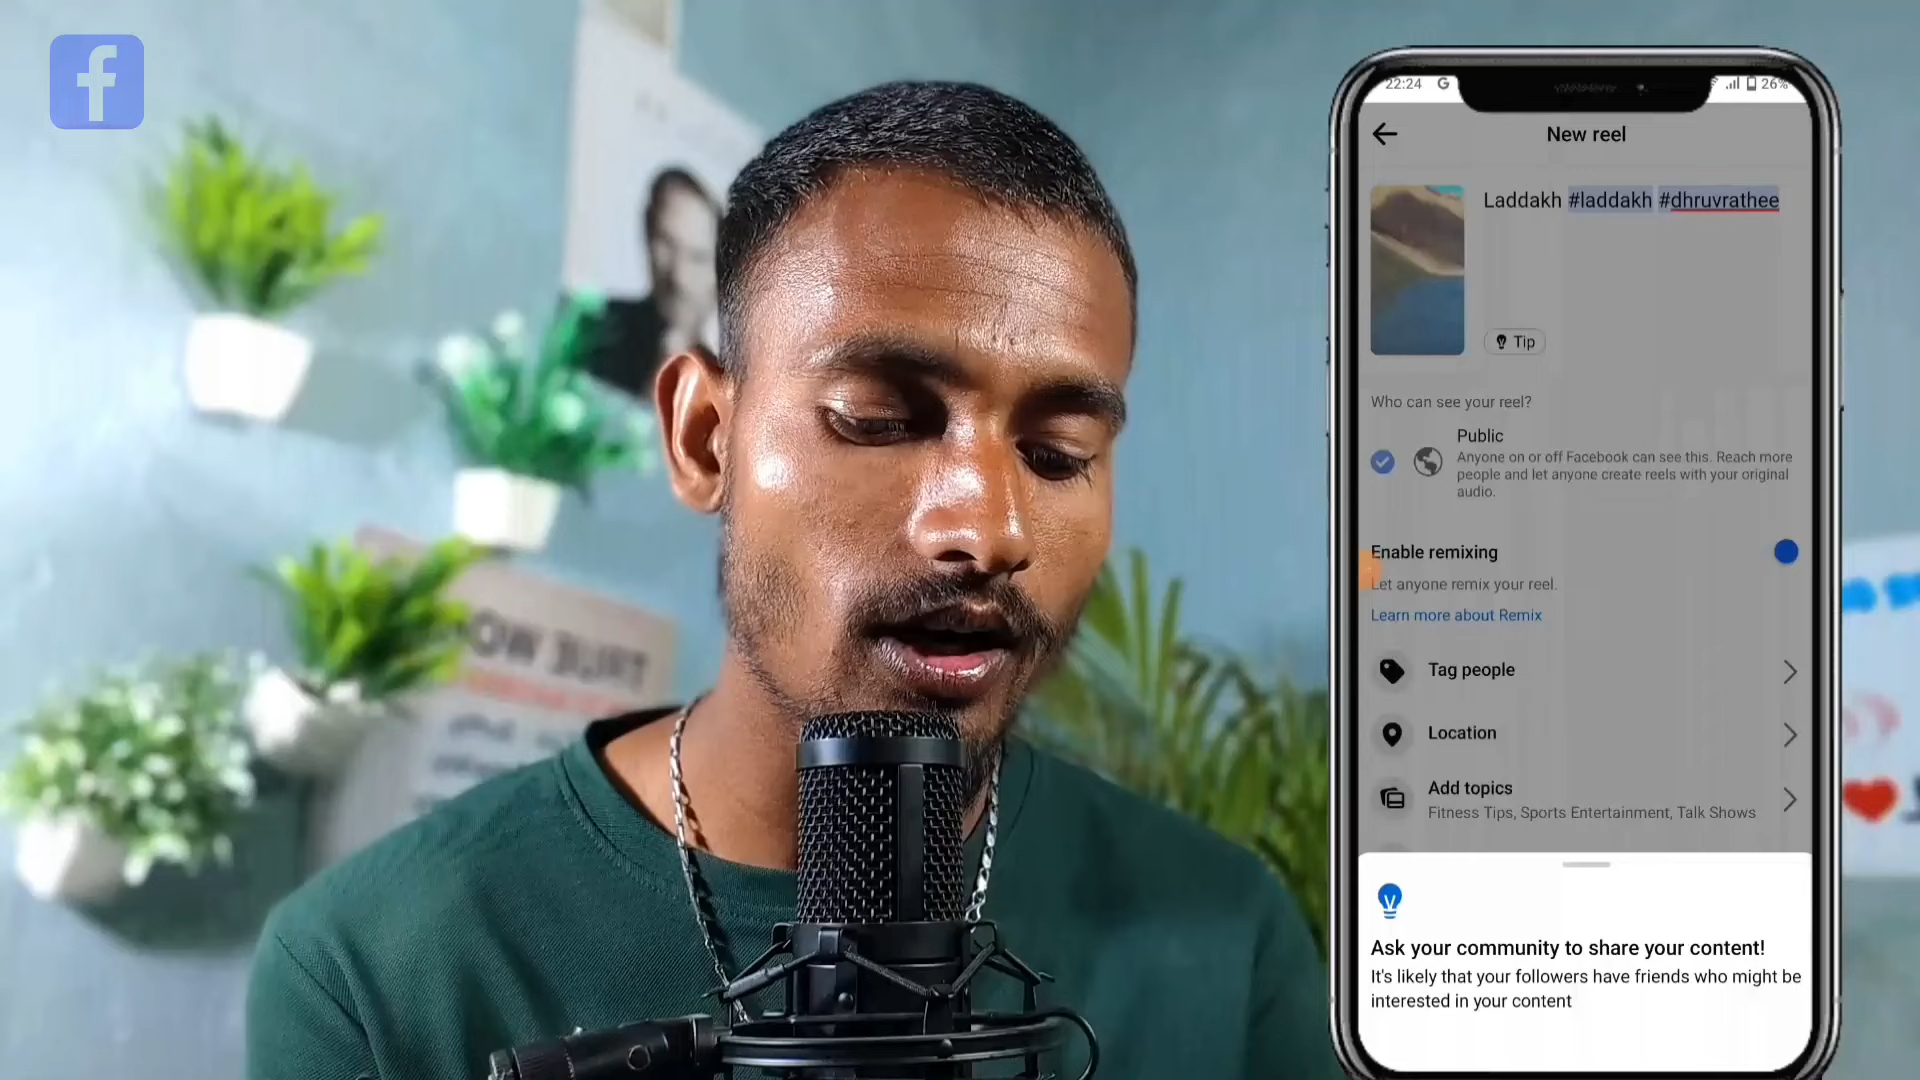 f
22:24 G 26%
New reel
Laddakh #laddakh #dhruvrathee
Tip
Who can see your reel?
Public
Anyone on or off Facebook can see this. Reach more
people and let anyone create reels with your original
audio.
Enable remixing
Let anyone remix your reel.
Learn more about Remix
Tag people
Location
Add topics
Fitness Tips, Sports Entertainment, Talk Shows
Ask your community to share your content!
It's likely that your followers have friends who might be
interested in your content